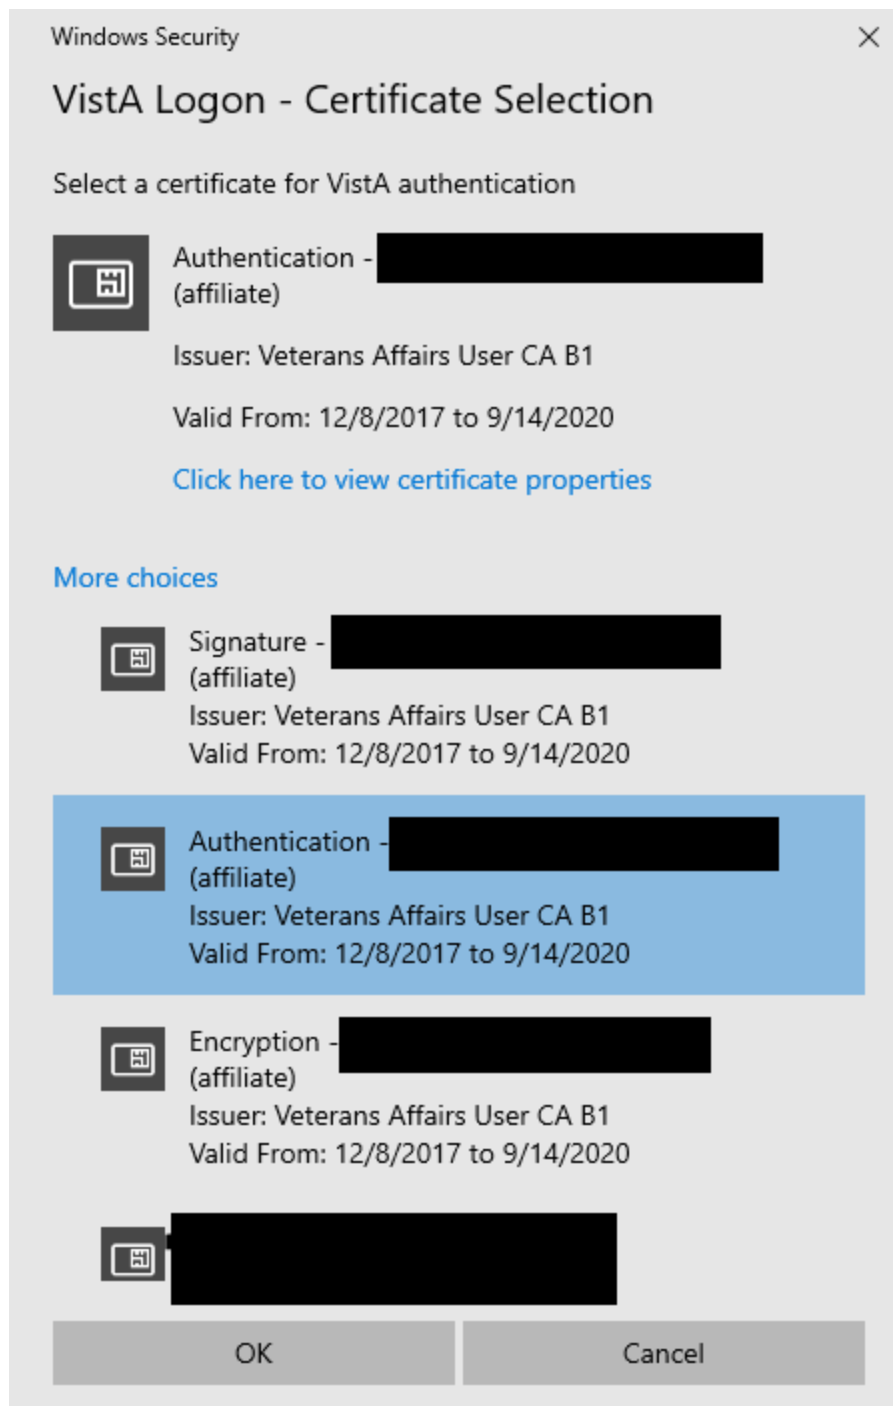 Windows Security
VistA Logon - Certificate Selection
Select a certificate for VistA authentication
Authentication -
(affiliate)
Issuer: Veterans Affairs User CA B1
Valid From: 12/8/2017 to 9/14/2020
Click here to view certificate properties
More choices
Signature -
(affiliate)
Issuer: Veterans Affairs User CA B1
Valid From: 12/8/2017 to 9/14/2020
Authentication -
(affiliate)
Issuer: Veterans Affairs User CA B1
Valid From: 12/8/2017 to 9/14/2020
Encryption -
(affiliate)
Issuer: Veterans Affairs User CA B1
Valid From: 12/8/2017 to 9/14/2020
OK
Cancel